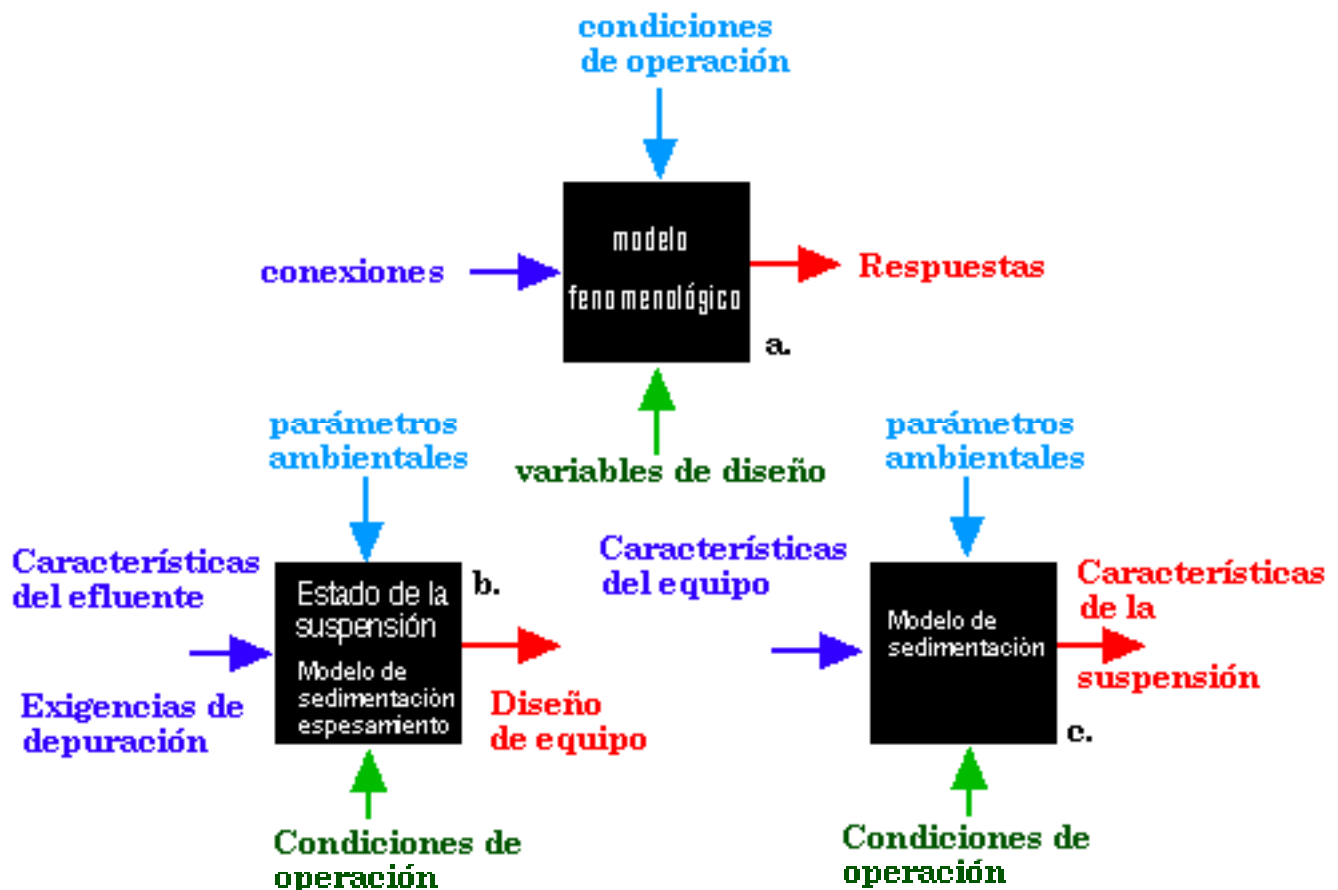 condiciones
de operación
conexiones
modelo
fenomenológico
Respuestas
a.
variables de diseño
parámetros
ambientales
Características
del efluente
Exigencias de
depuración
Estado de la
suspensión
Modelo de
sedimentaciòn
espesamiento
b.
Diseño
de equipo
Condiciones de
operación
parámetros
ambientales
Características
del equipo
Modelo de
sedimentaciòn
Características
de la
suspensión
c.
Condiciones de
operación